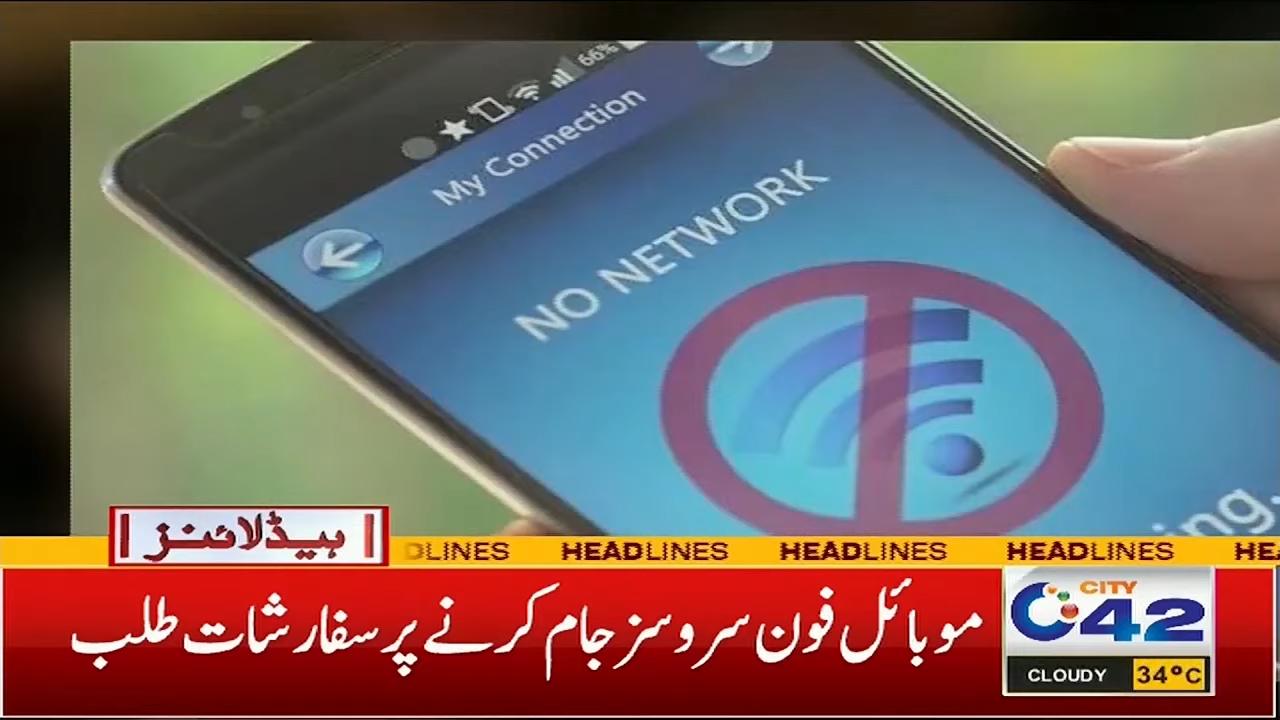 66%
My Connection
NO NETWORK
ing.
ہیڈلائنز
DLINES HEADLINES HEADLINES HEADLINES HE
موبائل فون سروسز جام کرنے پر سفارشات طلب
CITY
42
CLOUDY 34°C